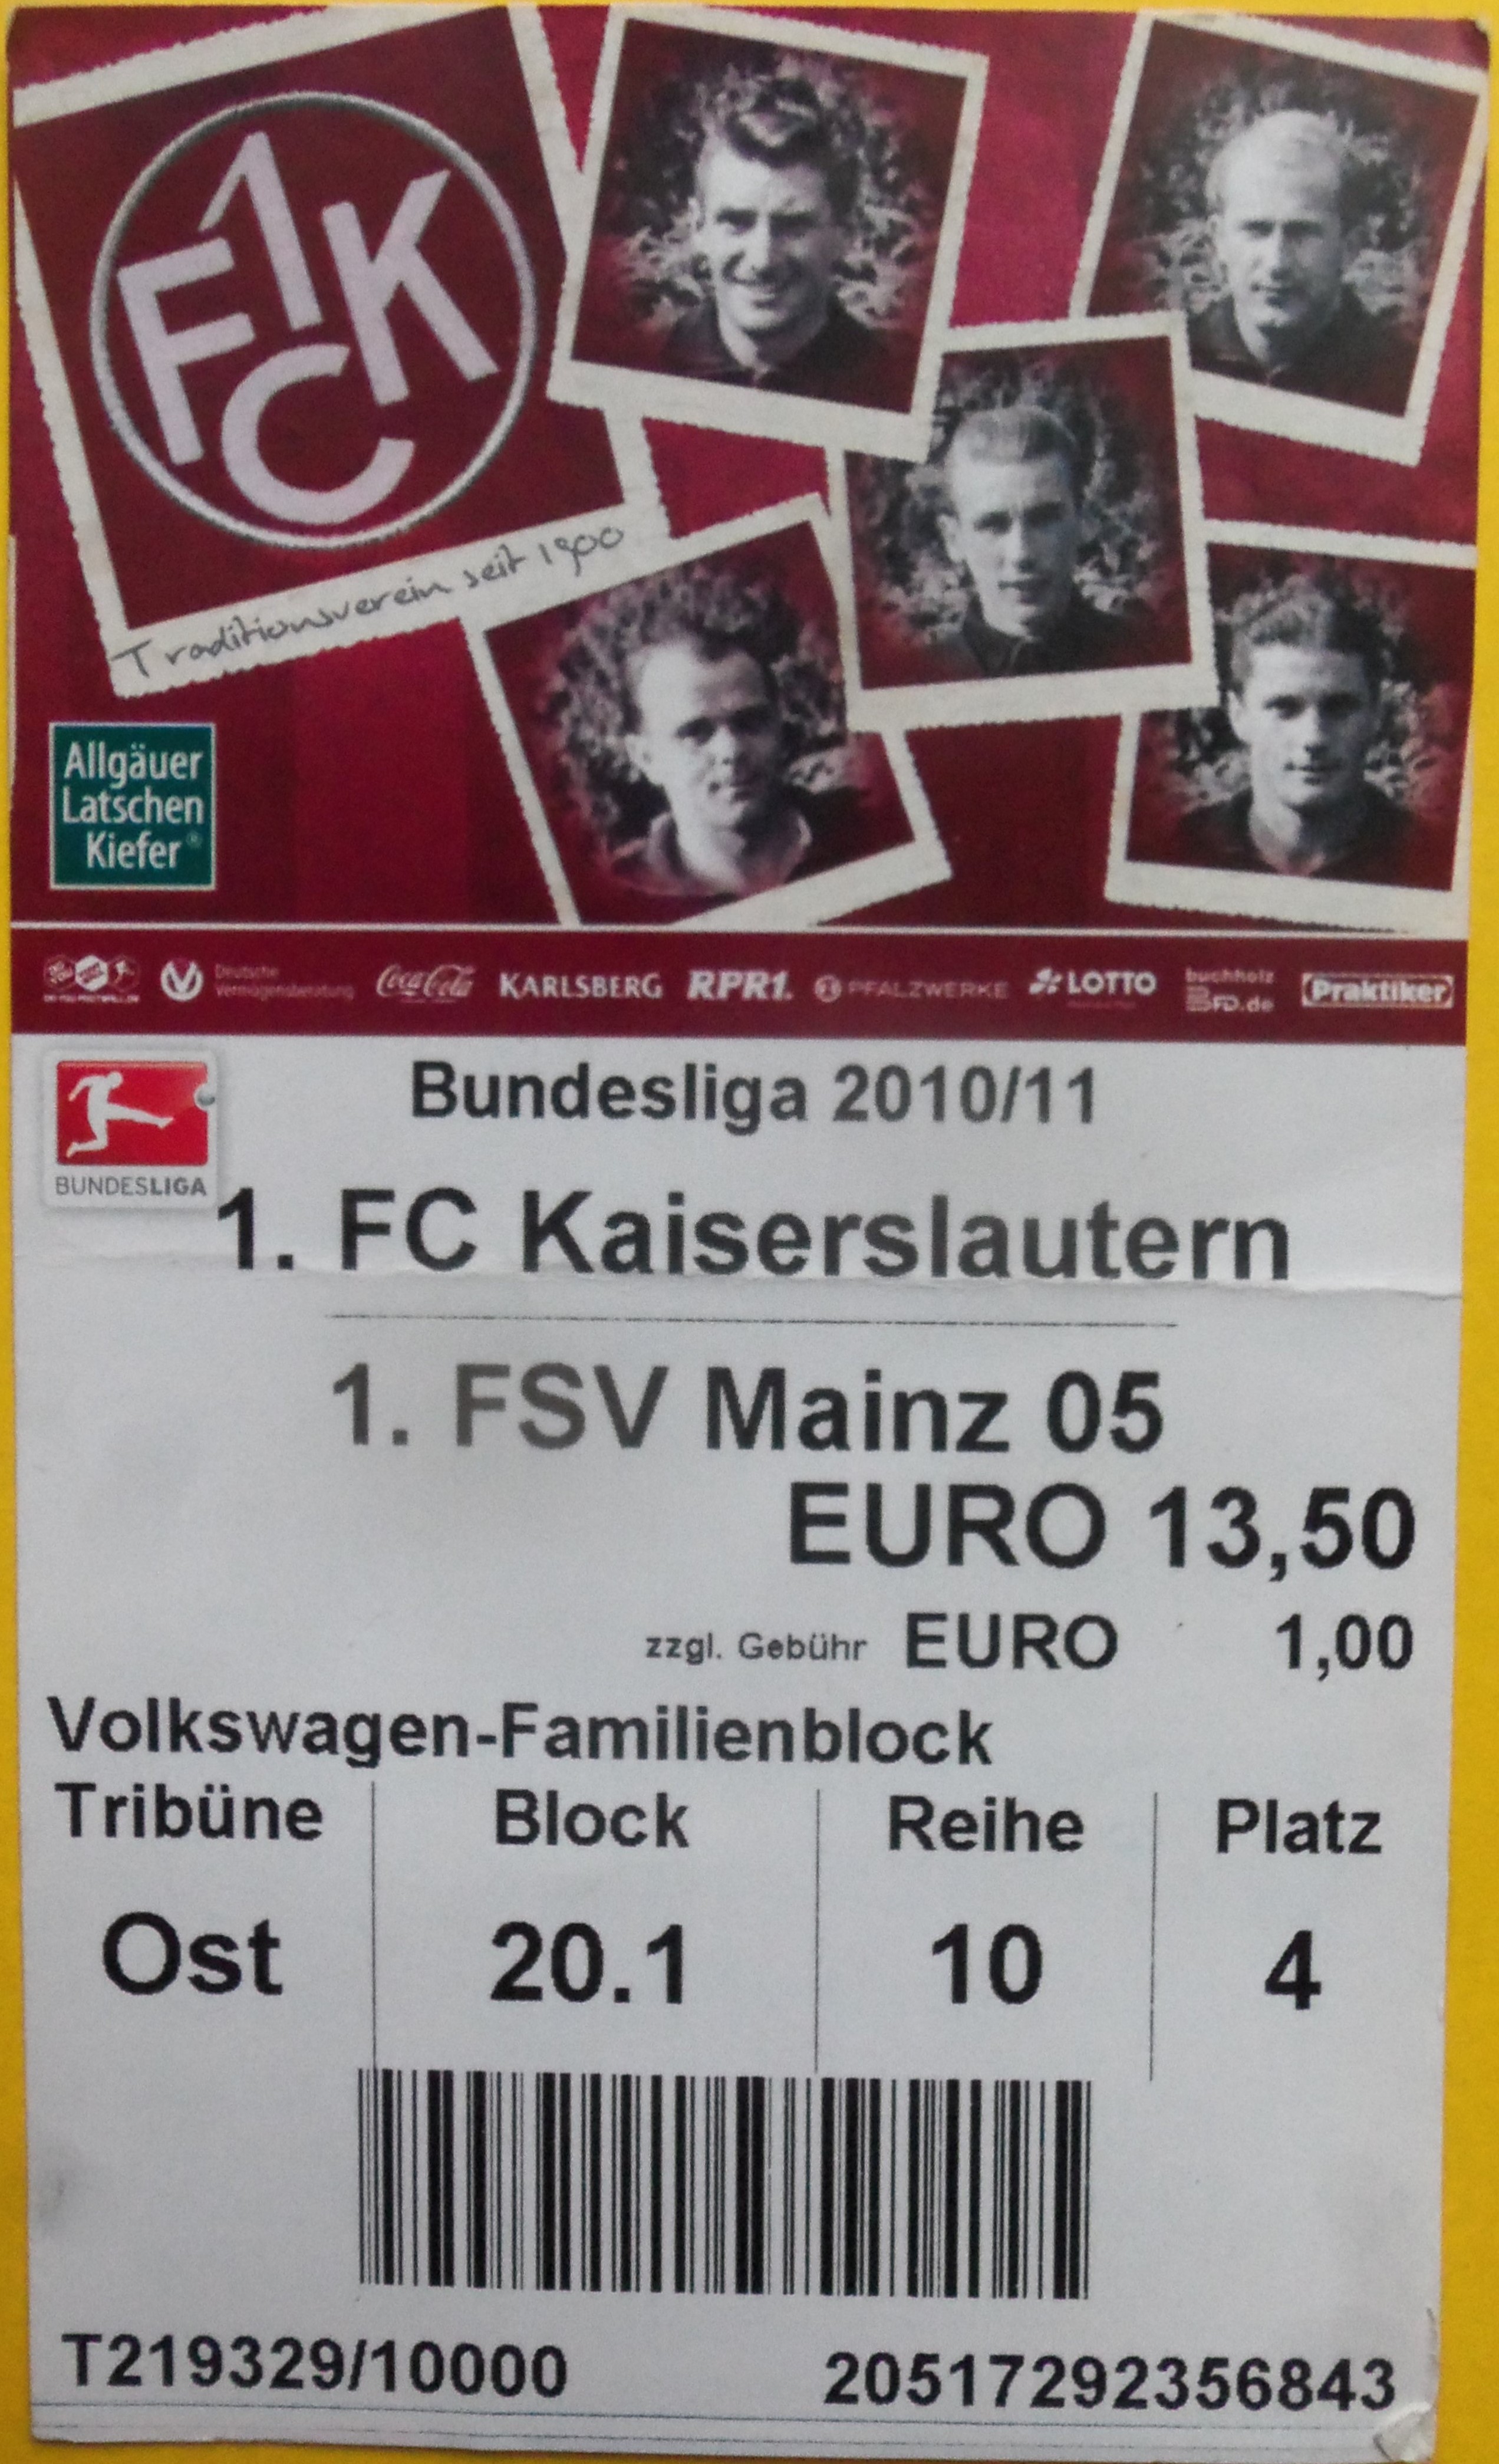 1
F K
C
Traditionsverein seit 1900
Allgäuer
Latschen
Kiefer®
Deutsche
Vermögensberatung
Coca-Cola
KARLSBERG
RPR1.
PFALZWERKE
LOTTO
buchholz
BFD.de
Praktiker
BUNDESLIGA
Bundesliga 2010/11
1. FC Kaiserslautern
1. FSV Mainz 05
EURO 13,50
zzgl. Gebühr EURO 1,00
Volkswagen-Familienblock
Tribüne Block Reihe Platz
Ost 20.1 10 4
T219329/10000 20517292356843